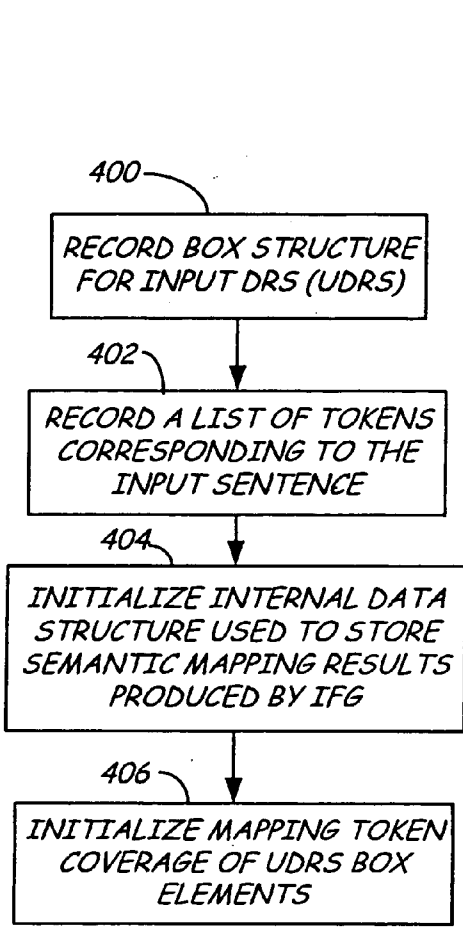 400
RECORD BOX STRUCTURE
FOR INPUT DRS (UDRS)
402
RECORD A LIST OF TOKENS
CORRESPONDING TO THE
INPUT SENTENCE
404
INITIALIZE INTERNAL DATA
STRUCTURE USED TO STORE
SEMANTIC MAPPING RESULTS
PRODUCED BY IFG
406
INITIALIZE MAPPING TOKEN
COVERAGE OF UDRS BOX
ELEMENTS